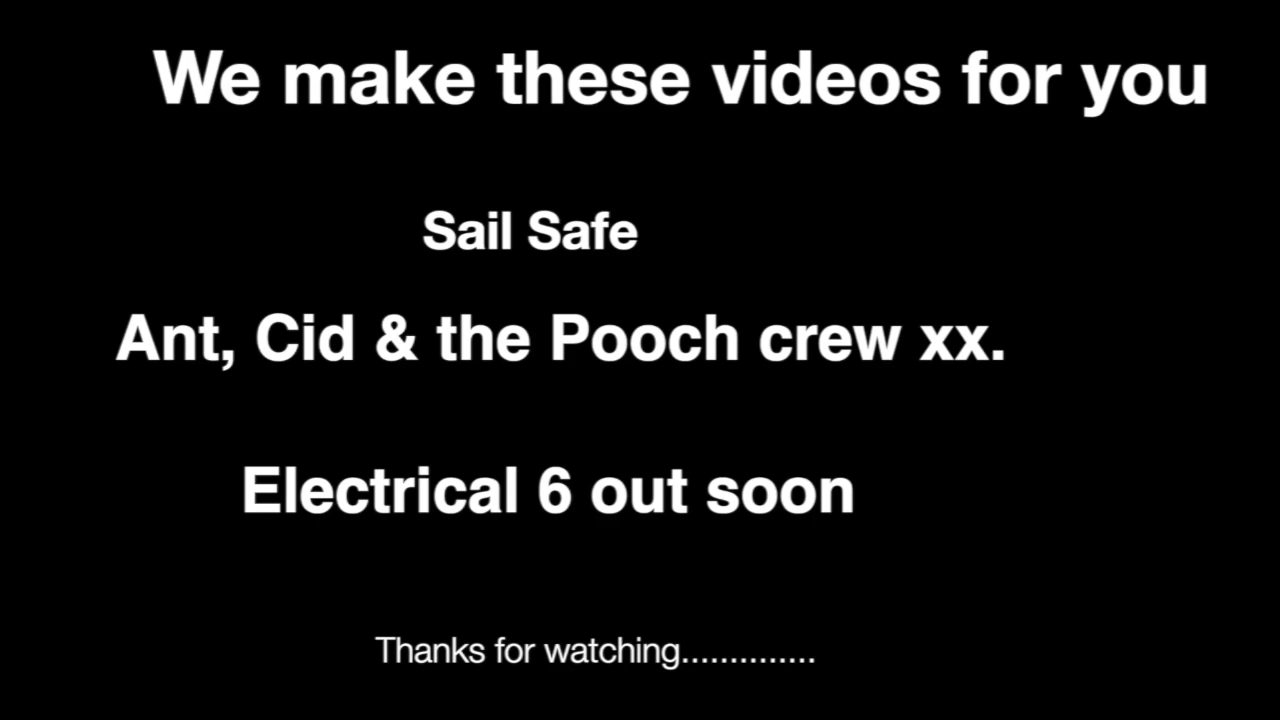 We make these videos for you
Sail Safe
Ant, Cid & the Pooch crew xx.
Electrical 6 out soon
Thanks for watching..............